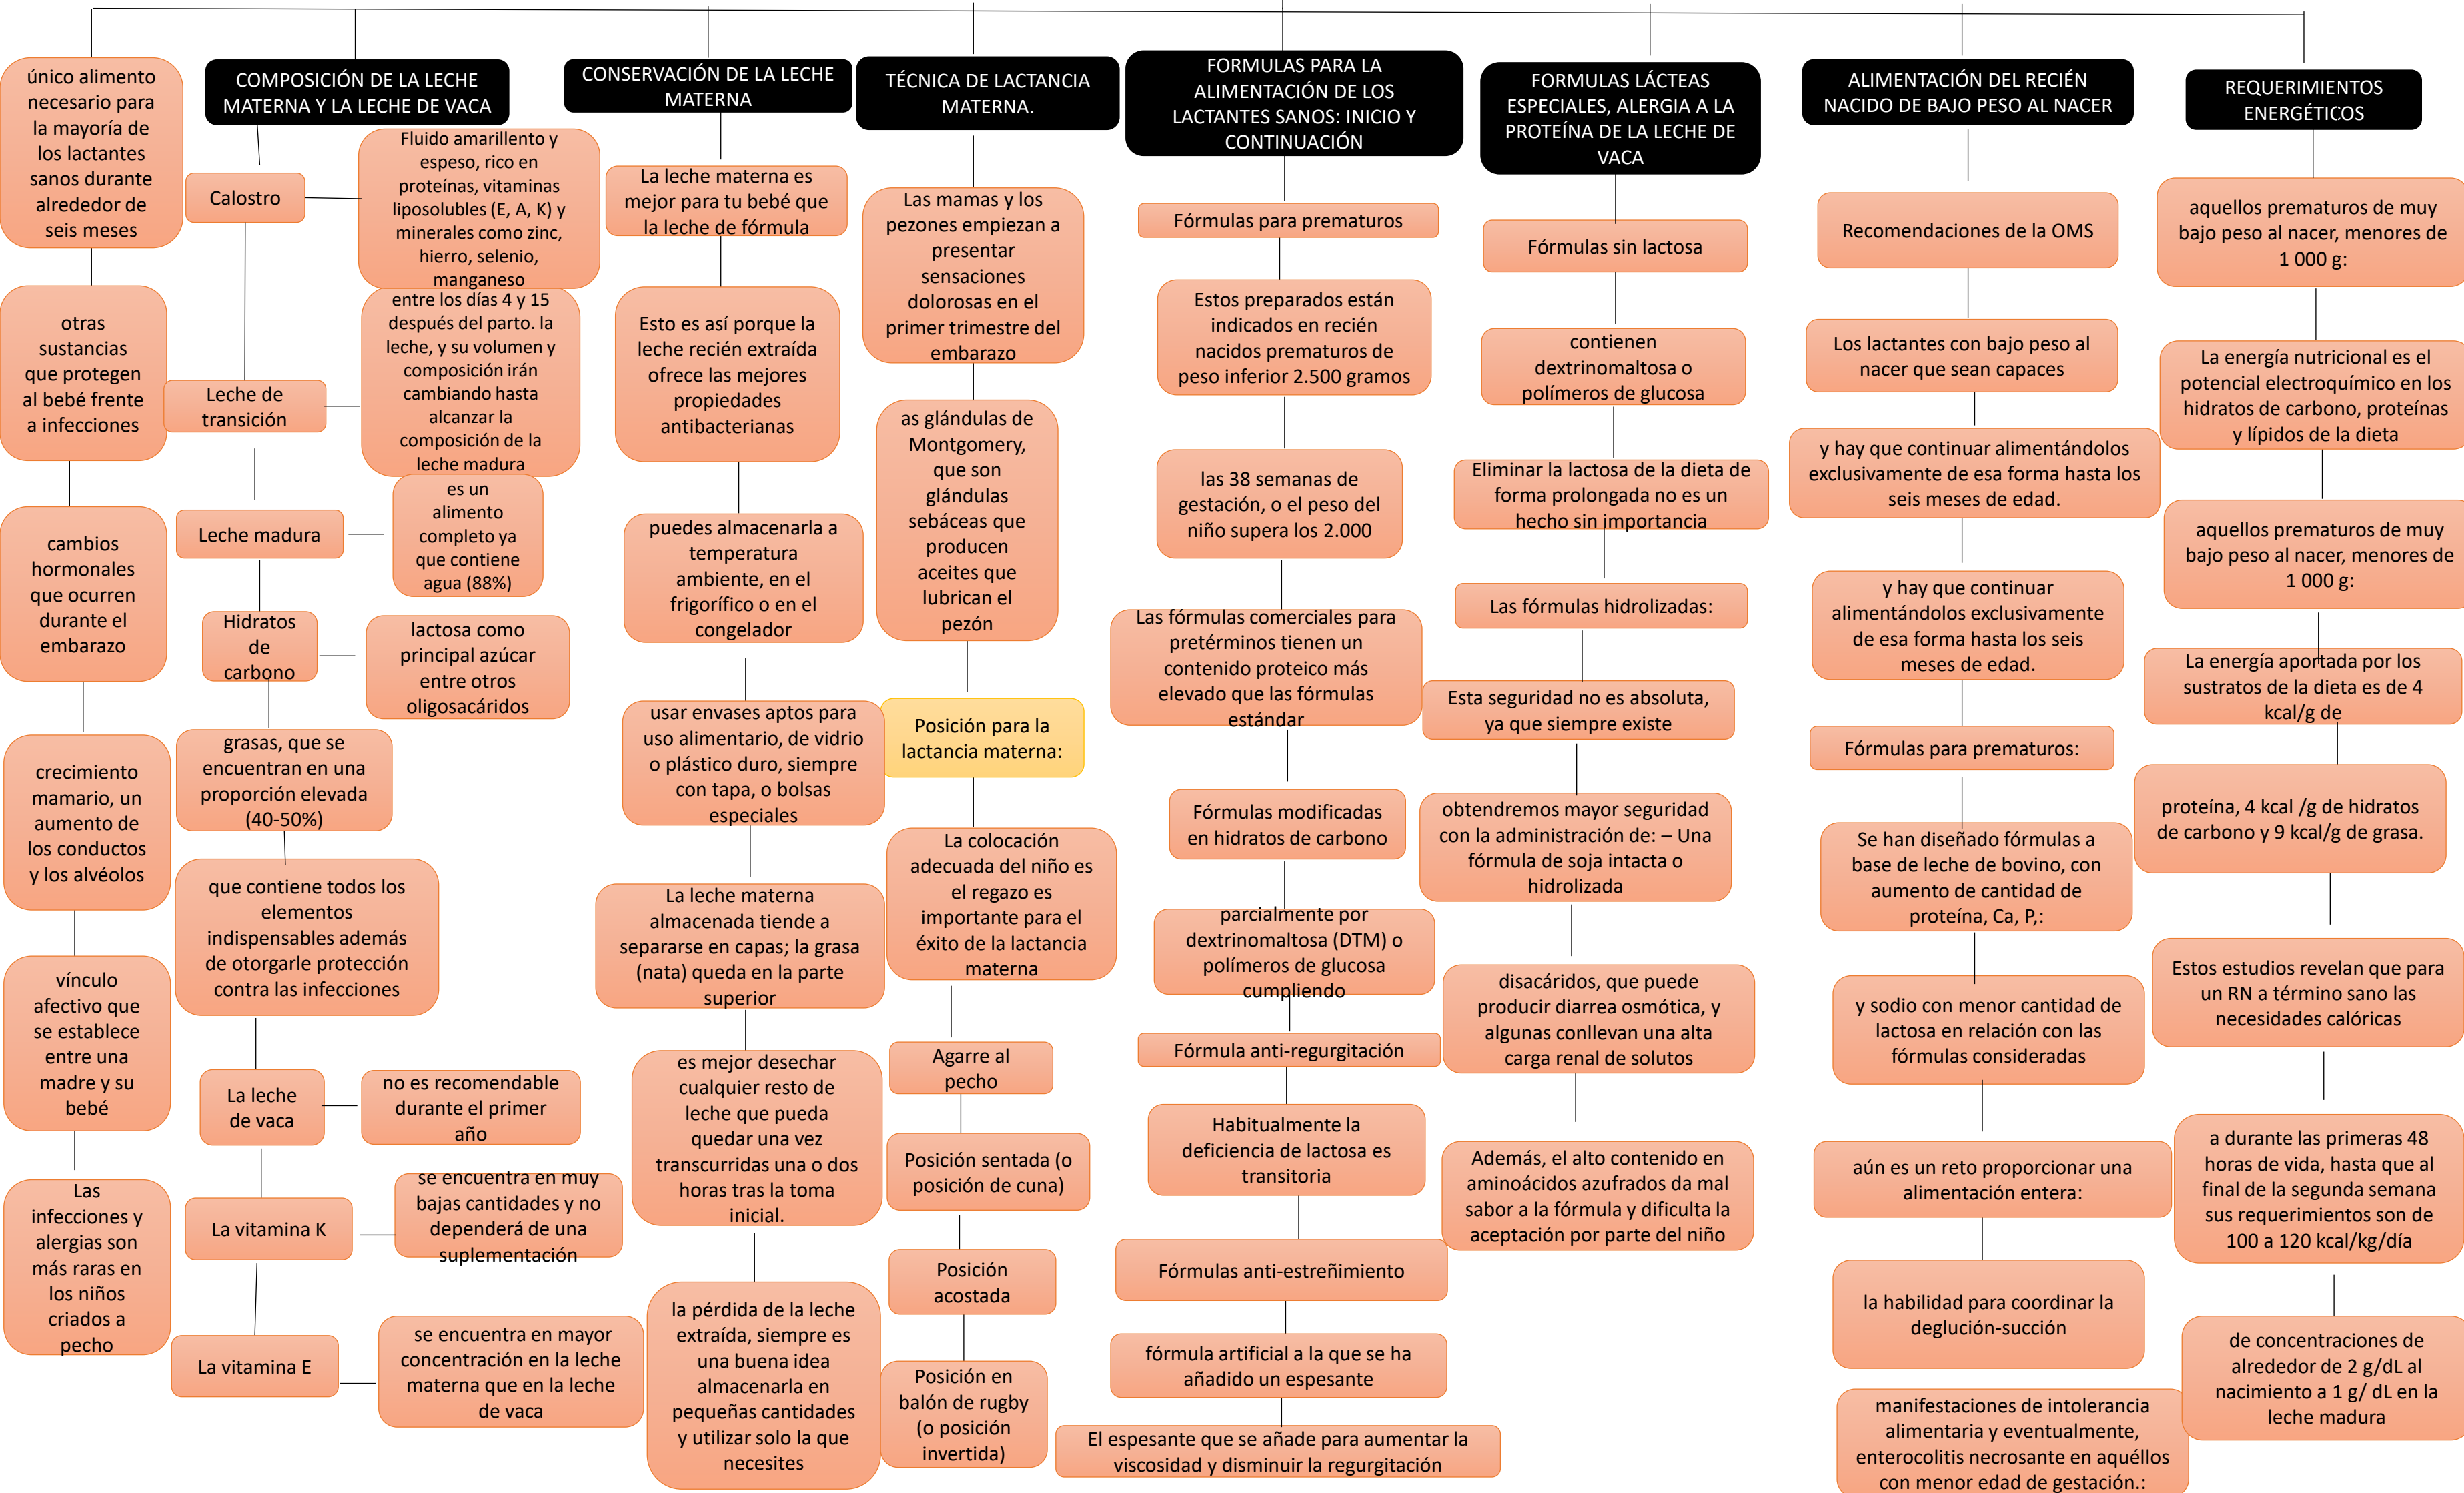 único alimento
necesario para
la mayoría de
los lactantes
sanos durante
alrededor de
seis meses
otras
sustancias
que protegen
al bebé frente
a infecciones
cambios
hormonales
que ocurren
durante el
embarazo
crecimiento
mamario, un
aumento de
los conductos
y los alvéolos
vínculo
afectivo que
se establece
entre una
madre y su
bebé
Las
infecciones y
alergias son
más raras en
los niños
criados a
pecho
COMPOSICIÓN DE LA LECHE
MATERNA Y LA LECHE DE VACA
Calostro
Fluido amarillento y
espeso, rico en
proteínas, vitaminas
liposolubles (E, A, K) y
minerales como zinc,
hierro, selenio,
manganeso
Leche de
transición
entre los días 4 y 15
después del parto. la
leche, y su volumen y
composición irán
cambiando hasta
alcanzar la
composición de la
leche madura
Leche madura
es un
alimento
completo ya
que contiene
agua (88%)
Hidratos
de
carbono
lactosa como
principal azúcar
entre otros
oligosacáridos
grasas, que se
encuentran en una
proporción elevada
(40-50%)
que contiene todos los
elementos
indispensables además
de otorgarle protección
contra las infecciones
La leche
de vaca
no es recomendable
durante el primer
año
La vitamina K
se encuentra en muy
bajas cantidades y no
dependerá de una
suplementación
La vitamina E
se encuentra en mayor
concentración en la leche
materna que en la leche
de vaca
CONSERVACIÓN DE LA LECHE
MATERNA
La leche materna es
mejor para tu bebé que
la leche de fórmula
Esto es así porque la
leche recién extraída
ofrece las mejores
propiedades
antibacterianas
puedes almacenarla a
temperatura
ambiente, en el
frigorífico o en el
congelador
usar envases aptos para
uso alimentario, de vidrio
o plástico duro, siempre
con tapa, o bolsas
especiales
La leche materna
almacenada tiende a
separarse en capas; la grasa
(nata) queda en la parte
superior
es mejor desechar
cualquier resto de
leche que pueda
quedar una vez
transcurridas una o dos
horas tras la toma
inicial.
la pérdida de la leche
extraída, siempre es
una buena idea
almacenarla en
pequeñas cantidades
y utilizar solo la que
necesites
TÉCNICA DE LACTANCIA
MATERNA.
Las mamas y los
pezones empiezan a
presentar
sensaciones
dolorosas en el
primer trimestre del
embarazo
as glándulas de
Montgomery,
que son
glándulas
sebáceas que
producen
aceites que
lubrican el
pezón
Posición para la
lactancia materna:
La colocación
adecuada del niño es
el regazo es
importante para el
éxito de la lactancia
materna
Agarre al
pecho
Posición sentada (o
posición de cuna)
Posición
acostada
Posición en
balón de rugby
(o posición
invertida)
FORMULAS PARA LA
ALIMENTACIÓN DE LOS
LACTANTES SANOS: INICIO Y
CONTINUACIÓN
Fórmulas para prematuros
Estos preparados están
indicados en recién
nacidos prematuros de
peso inferior 2.500 gramos
las 38 semanas de
gestación, o el peso del
niño supera los 2.000
Las fórmulas comerciales para
pretérminos tienen un
contenido proteico más
elevado que las fórmulas
estándar
Fórmulas modificadas
en hidratos de carbono
parcialmente por
dextrinomaltosa (DTM) o
polímeros de glucosa
cumpliendo
Fórmula anti-regurgitación
Habitualmente la
deficiencia de lactosa es
transitoria
Fórmulas anti-estreñimiento
fórmula artificial a la que se ha
añadido un espesante
El espesante que se añade para aumentar la
viscosidad y disminuir la regurgitación
FORMULAS LÁCTEAS
ESPECIALES, ALERGIA A LA
PROTEÍNA DE LA LECHE DE
VACA
Fórmulas sin lactosa
contienen
dextrinomaltosa o
polímeros de glucosa
Eliminar la lactosa de la dieta de
forma prolongada no es un
hecho sin importancia
Las fórmulas hidrolizadas:
Esta seguridad no es absoluta,
ya que siempre existe
obtendremos mayor seguridad
con la administración de: – Una
fórmula de soja intacta o
hidrolizada
disacáridos, que puede
producir diarrea osmótica, y
algunas conllevan una alta
carga renal de solutos
Además, el alto contenido en
aminoácidos azufrados da mal
sabor a la fórmula y dificulta la
aceptación por parte del niño
ALIMENTACIÓN DEL RECIÉN
NACIDO DE BAJO PESO AL NACER
Recomendaciones de la OMS
Los lactantes con bajo peso al
nacer que sean capaces
y hay que continuar alimentándolos
exclusivamente de esa forma hasta los
seis meses de edad.
y hay que continuar
alimentándolos exclusivamente
de esa forma hasta los seis
meses de edad.
Fórmulas para prematuros:
Se han diseñado fórmulas a
base de leche de bovino, con
aumento de cantidad de
proteína, Ca, P,:
y sodio con menor cantidad de
lactosa en relación con las
fórmulas consideradas
aún es un reto proporcionar una
alimentación entera:
la habilidad para coordinar la
deglución-succión
manifestaciones de intolerancia
alimentaria y eventualmente,
enterocolitis necrosante en aquéllos
con menor edad de gestación.:
REQUERIMIENTOS
ENERGÉTICOS
aquellos prematuros de muy
bajo peso al nacer, menores de
1 000 g:
La energía nutricional es el
potencial electroquímico en los
hidratos de carbono, proteínas
y lípidos de la dieta
aquellos prematuros de muy
bajo peso al nacer, menores de
1 000 g:
La energía aportada por los
sustratos de la dieta es de 4
kcal/g de
proteína, 4 kcal /g de hidratos
de carbono y 9 kcal/g de grasa.
Estos estudios revelan que para
un RN a término sano las
necesidades calóricas
a durante las primeras 48
horas de vida, hasta que al
final de la segunda semana
sus requerimientos son de
100 a 120 kcal/kg/día
de concentraciones de
alrededor de 2 g/dL al
nacimiento a 1 g/ dL en la
leche madura